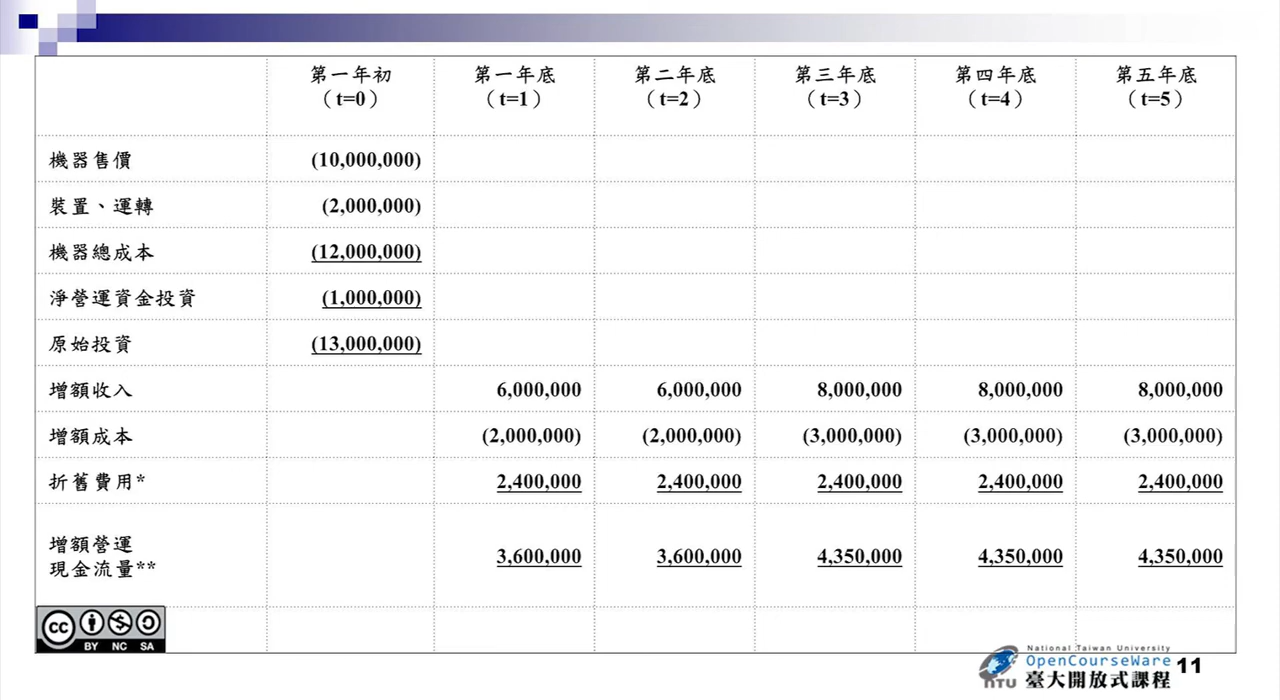 第一年初 第一年底 第二年底 第三年底 第四年底 第五年底
（t=0） （t=1） （t=2） （t=3） （t=4） （t=5）
機器售價 (10,000,000)
裝置、運轉 (2,000,000)
機器總成本 (12,000,000)
淨營運資金投資 (1,000,000)
原始投資 (13,000,000)
增額收入 6,000,000 6,000,000 8,000,000 8,000,000 8,000,000
增額成本 (2,000,000) (2,000,000) (3,000,000) (3,000,000) (3,000,000)
折舊費用* 2,400,000 2,400,000 2,400,000 2,400,000 2,400,000
增額營運
現金流量** 3,600,000 3,600,000 4,350,000 4,350,000 4,350,000
cc
BY NC SA
National Taiwan University
OpenCourseWare
NTU 臺大開放式課程
11